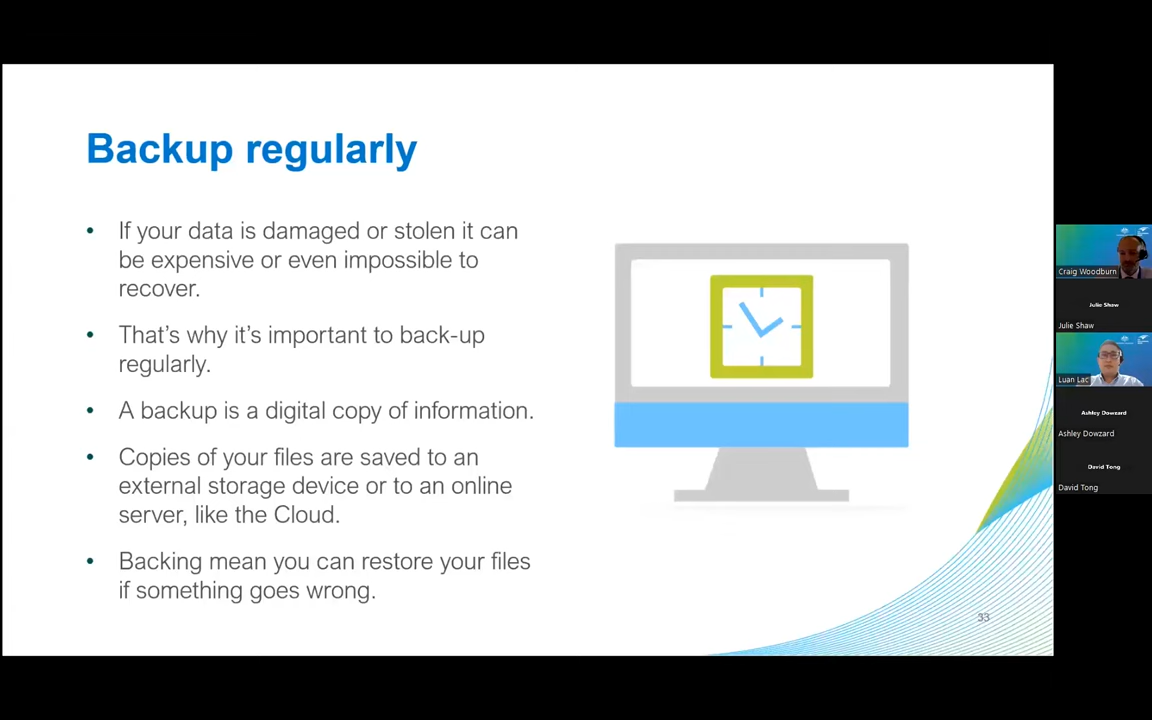 Backup regularly
• If your data is damaged or stolen it can
be expensive or even impossible to
recover.
• That’s why it’s important to back-up
regularly.
• A backup is a digital copy of information.
• Copies of your files are saved to an
external storage device or to an online
server, like the Cloud.
• Backing mean you can restore your files
if something goes wrong.
33
Craig Woodburn
Julie Shaw
Julie Shaw
Luan Lac
Ashley Dowzard
Ashley Dowzard
David Tong
David Tong